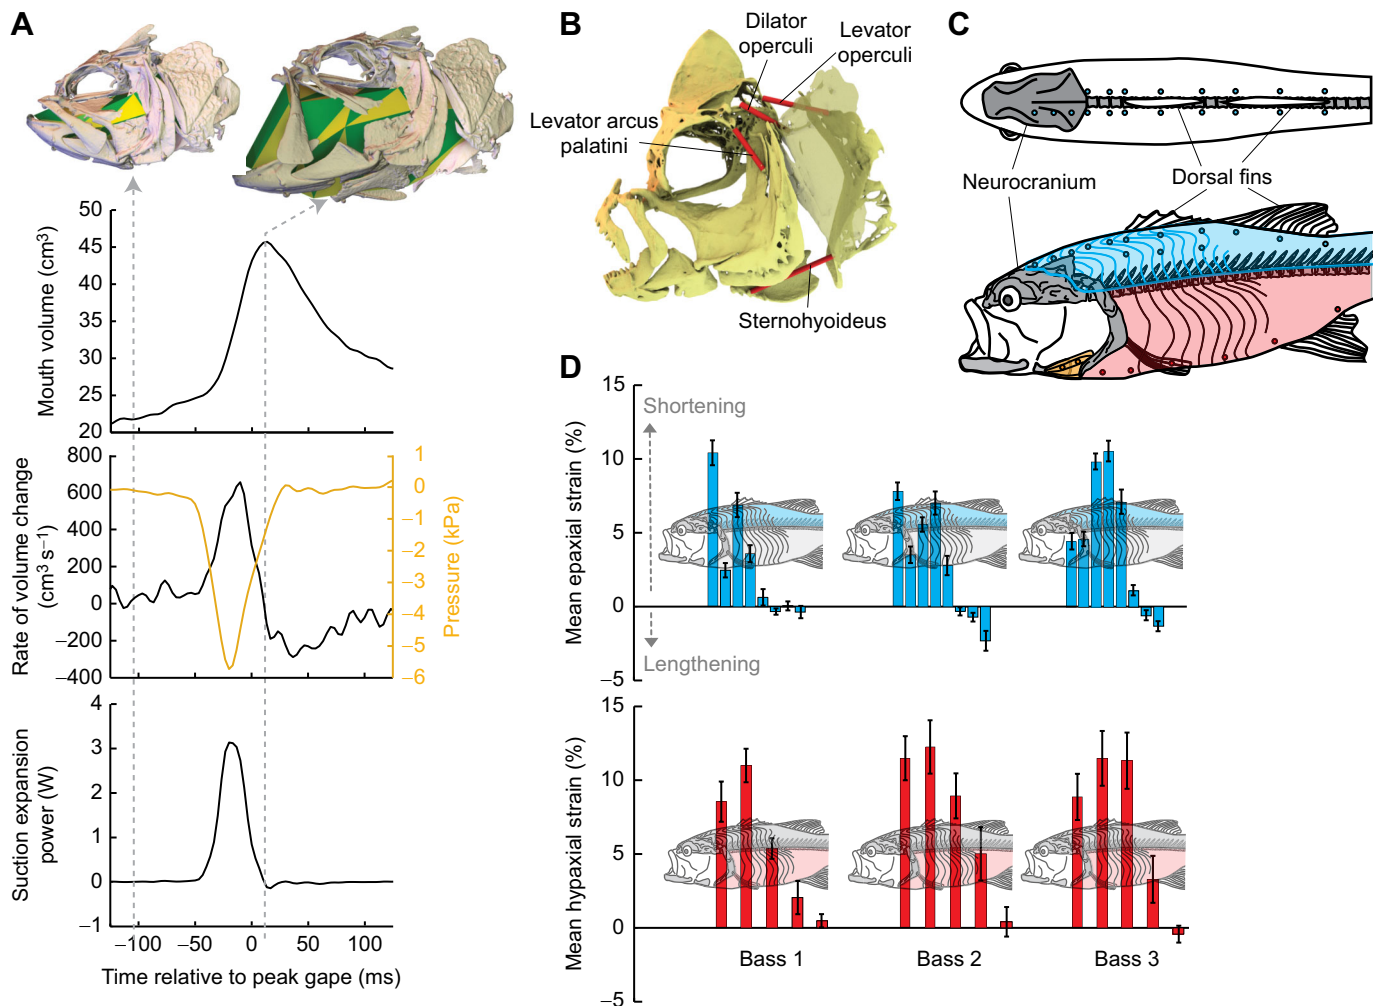 A
50
45
40
35
30
25
20
Mouth volume (cm³)
800
600
400
200
0
–200
–400
Rate of volume change
(cm³ s–¹)
1
0
–1
–2
–3
–4
–5
–6
Pressure (kPa)
4
3
2
1
0
–1
Suction expansion
power (W)
–100
–50
0
50
100
Time relative to peak gape (ms)
B
Dilator
operculi
Levator
operculi
Levator arcus
palatini
Sternohyoideus
C
Neurocranium
Dorsal fins
D
15
10
5
0
–5
Mean epaxial strain (%)
Shortening
Lengthening
15
10
5
0
–5
Mean hypaxial strain (%)
Bass 1
Bass 2
Bass 3